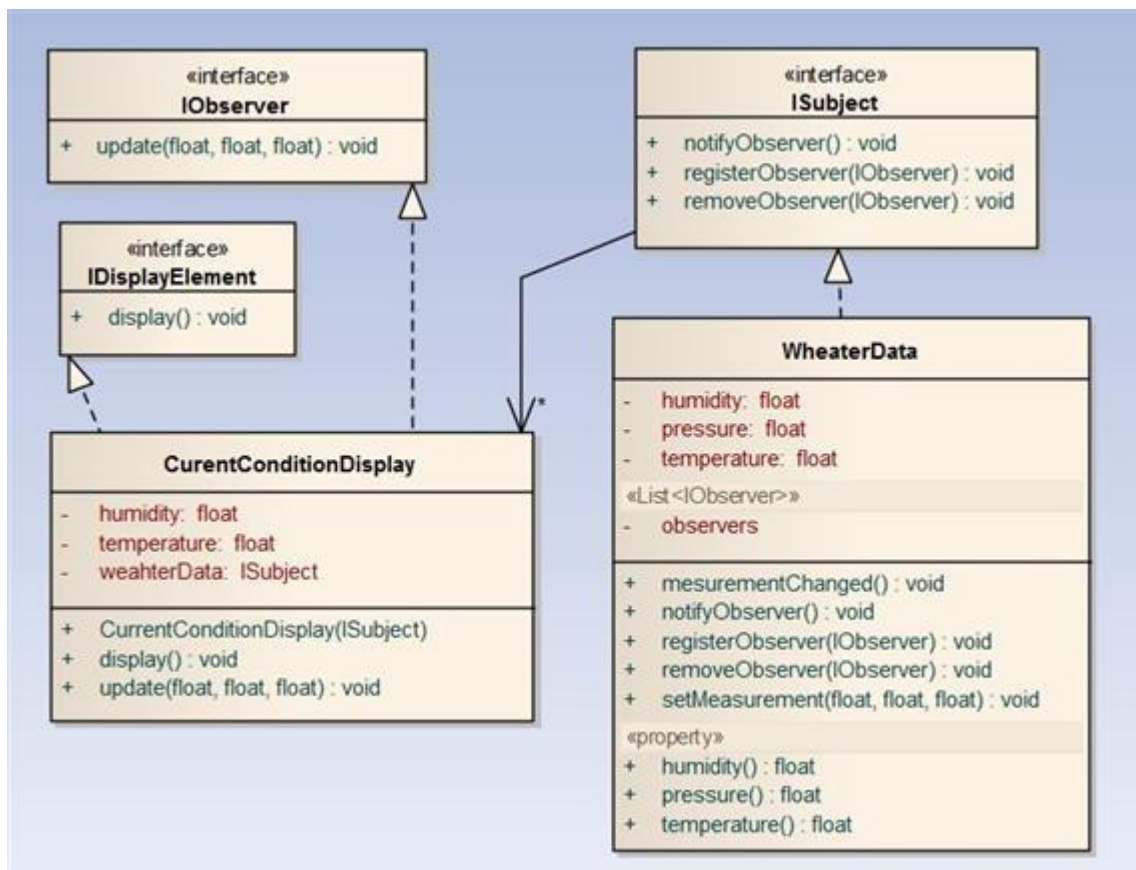 «interface»
IObserver
+ update(float, float, float) : void
«interface»
IDisplayElement
+ display() : void
CurentConditionDisplay
- humidity: float
- temperature: float
- weahterData: ISubject
+ CurrentConditionDisplay(ISubject)
+ display() : void
+ update(float, float, float) : void
*
«interface»
ISubject
+ notifyObserver() : void
+ registerObserver(IObserver) : void
+ removeObserver(IObserver) : void
WheaterData
- humidity: float
- pressure: float
- temperature: float
«List<IObserver>»
- observers
+ mesurementChanged() : void
+ notifyObserver() : void
+ registerObserver(IObserver) : void
+ removeObserver(IObserver) : void
+ setMeasurement(float, float, float) : void
«property»
+ humidity() : float
+ pressure() : float
+ temperature() : float